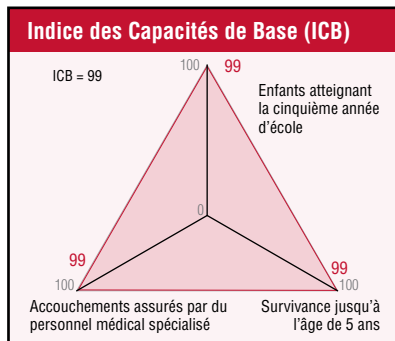 Indice des Capacités de Base (ICB)
ICB = 99
100
99
Enfants atteignant
la cinquième année
d'école
0
99
100
99
100
Accouchements assurés par du
personnel médical spécialisé
Survivance jusqu'à
l'âge de 5 ans